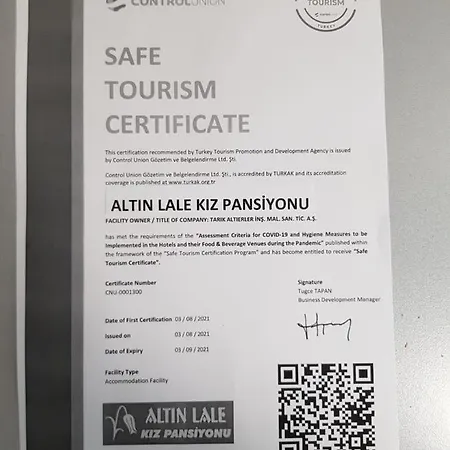 CONTROLUNION
TOURISM
SAFE
TOURISM
CERTIFICATE
This certification recommended by Turkey Tourism Promotion and Development Agency is issued
by Control Union Gözetim ve Belgelendirme Ltd. Şti.
Control Union Gözetim ve Belgelendirme Ltd. Şti., is accredited by TURKAK and its accreditation
coverage is published at www.turkak.org.tr
ALTIN LALE KIZ PANSİYONU
FACILITY OWNER / TITLE OF COMPANY: TARIK ALTIERLER İNŞ. MAL. SAN. TİC. A.Ş.
has met the requirements of the "Assessment Criteria for COVID-19 and Hygiene Measures to be
Implemented in the Hotels and their Food & Beverage Venues during the Pandemic" published within
the framework of the "Safe Tourism Certification Program" and has become entitled to receive "Safe
Tourism Certificate".
Certificate Number
CNU-0001300
Signature
Tugce TAPAN
Business Development Manager
Date of First Certification 03 / 08 / 2021
Issued on 03 / 08 / 2021
Date of Expiry 03 / 09 / 2021
Facility Type
Accommodation Facility
ALTIN LALE
KIZ PANSİYONU